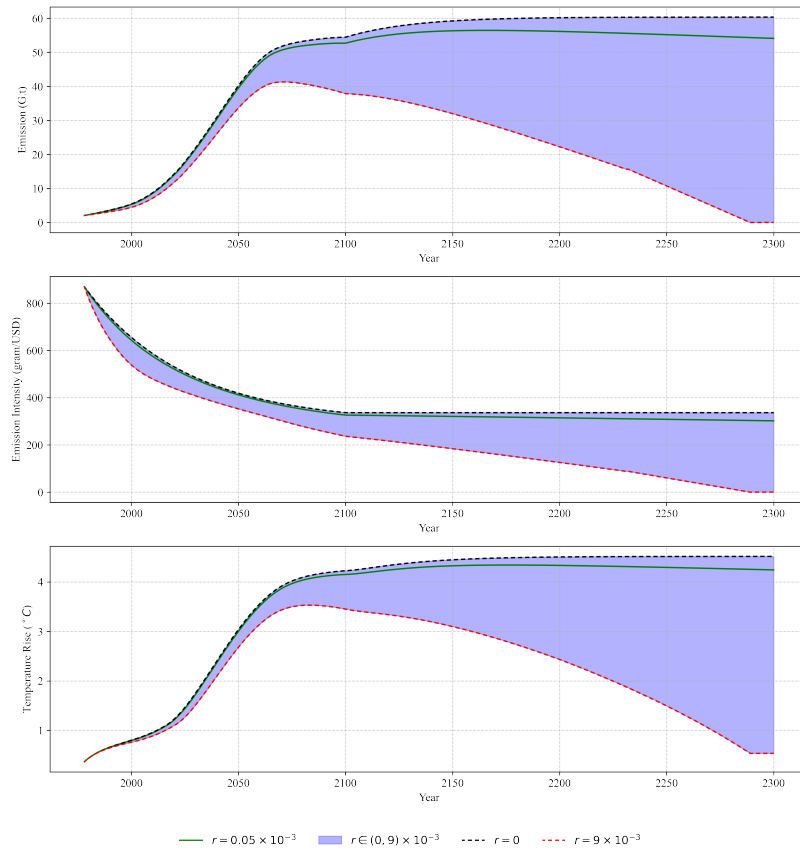 60
50
40
30
20
10
0
Emission (G.t)
2000 2050 2100 2150 2200 2250 2300
Year
800
600
400
200
0
Emission Intensity (gram/USD)
2000 2050 2100 2150 2200 2250 2300
Year
4
3
2
1
Temperature Rise (°C)
2000 2050 2100 2150 2200 2250 2300
Year
r = 0.05 × 10⁻³ r ∈ (0, 9) × 10⁻³ r = 0 r = 9 × 10⁻³